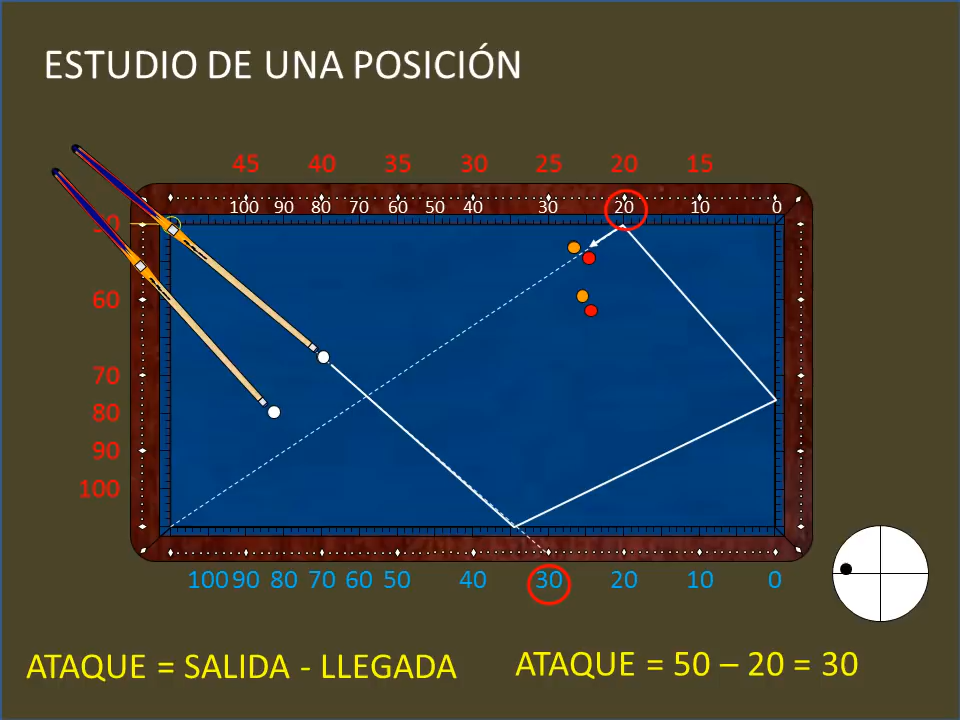 ESTUDIO DE UNA POSICIÓN
45 40 35 30 25 20 15
100 90 80 70 60 50 40 30 20 10 0
50
60
70
80
90
100
100 90 80 70 60 50 40 30 20 10 0
ATAQUE = SALIDA - LLEGADA
ATAQUE = 50 – 20 = 30